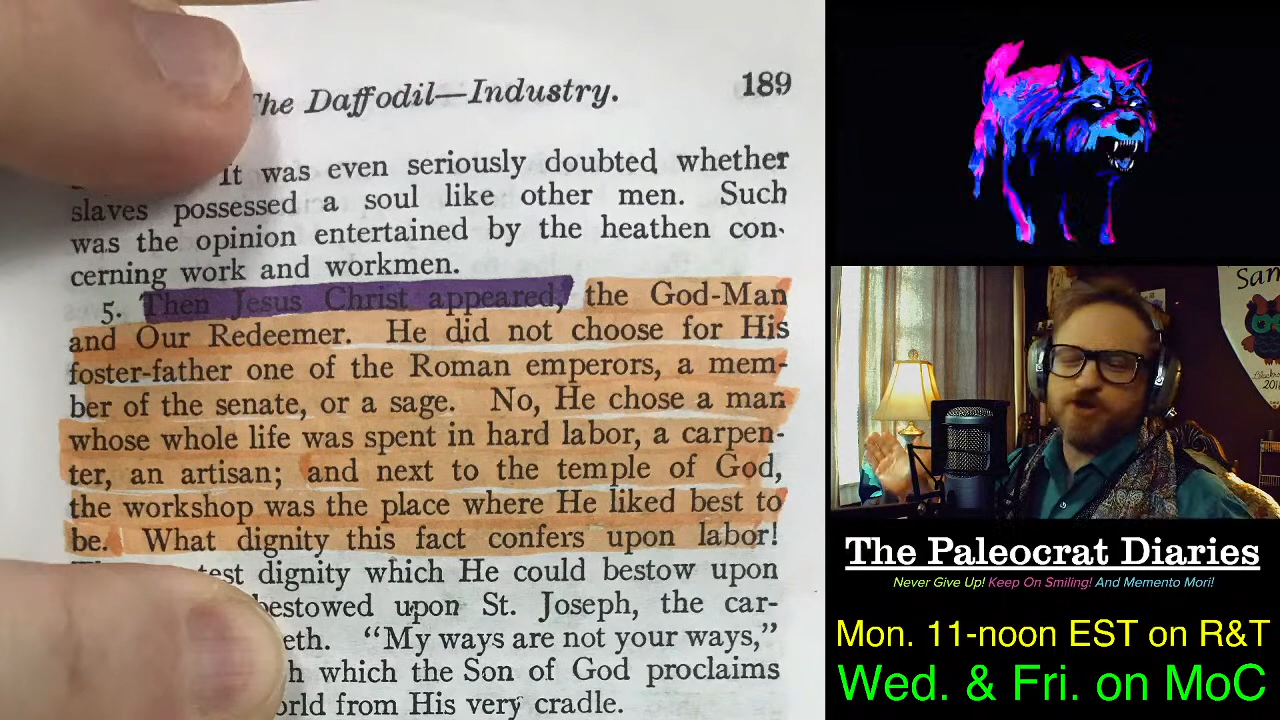 The Daffodil—Industry. 189
It was even seriously doubted whether
slaves possessed a soul like other men. Such
was the opinion entertained by the heathen con-
cerning work and workmen.
5. Then Jesus Christ appeared, the God-Man
and Our Redeemer. He did not choose for His
foster-father one of the Roman emperors, a mem-
ber of the senate, or a sage. No, He chose a man
whose whole life was spent in hard labor, a carpen-
ter, an artisan; and next to the temple of God,
the workshop was the place where He liked best to
be. What dignity this fact confers upon labor!
test dignity which He could bestow upon
bestowed upon St. Joseph, the car-
eth. “My ways are not your ways,”
h which the Son of God proclaims
orld from His very cradle.
Sam
The Paleocrat Diaries
Never Give Up! Keep On Smiling! And Memento Mori!
Mon. 11-noon EST on R&T
Wed. & Fri. on MoC